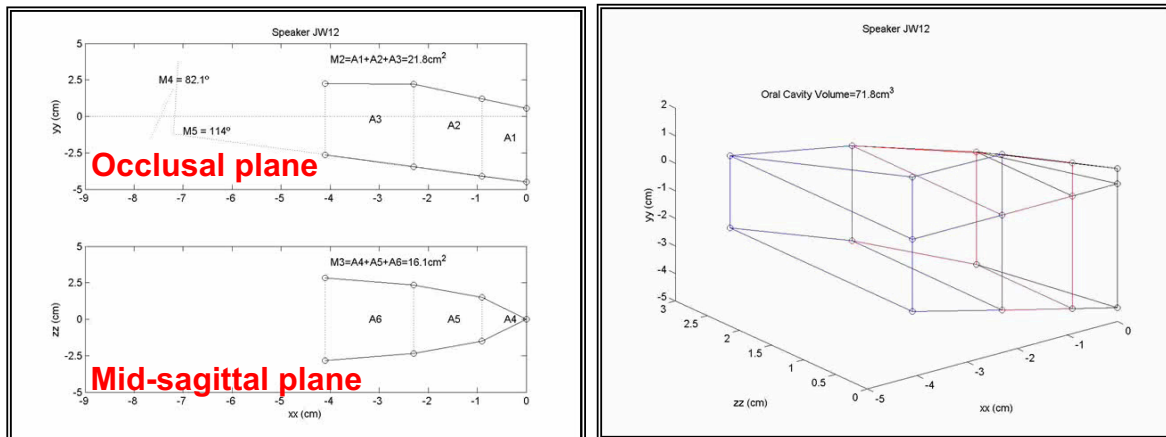 Speaker JW12
5
2.5
0
-2.5
-5
yy (cm)
M2=A1+A2+A3=21.8cm²
M4 = 82.1º
M5 = 114º
A3
A2
A1
Occlusal plane
-9 -8 -7 -6 -5 -4 -3 -2 -1 0
5
2.5
0
-2.5
-5
zz (cm)
M3=A4+A5+A6=16.1cm²
A6
A5
A4
Mid-sagittal plane
-9 -8 -7 -6 -5 -4 -3 -2 -1 0
xx (cm)
Speaker JW12
Oral Cavity Volume=71.8cm³
2
1
0
-1
-2
-3
-4
-5
yy (cm)
3
2.5
2
1.5
1
0.5
0
zz (cm)
-5
-4
-3
-2
-1
0
xx (cm)